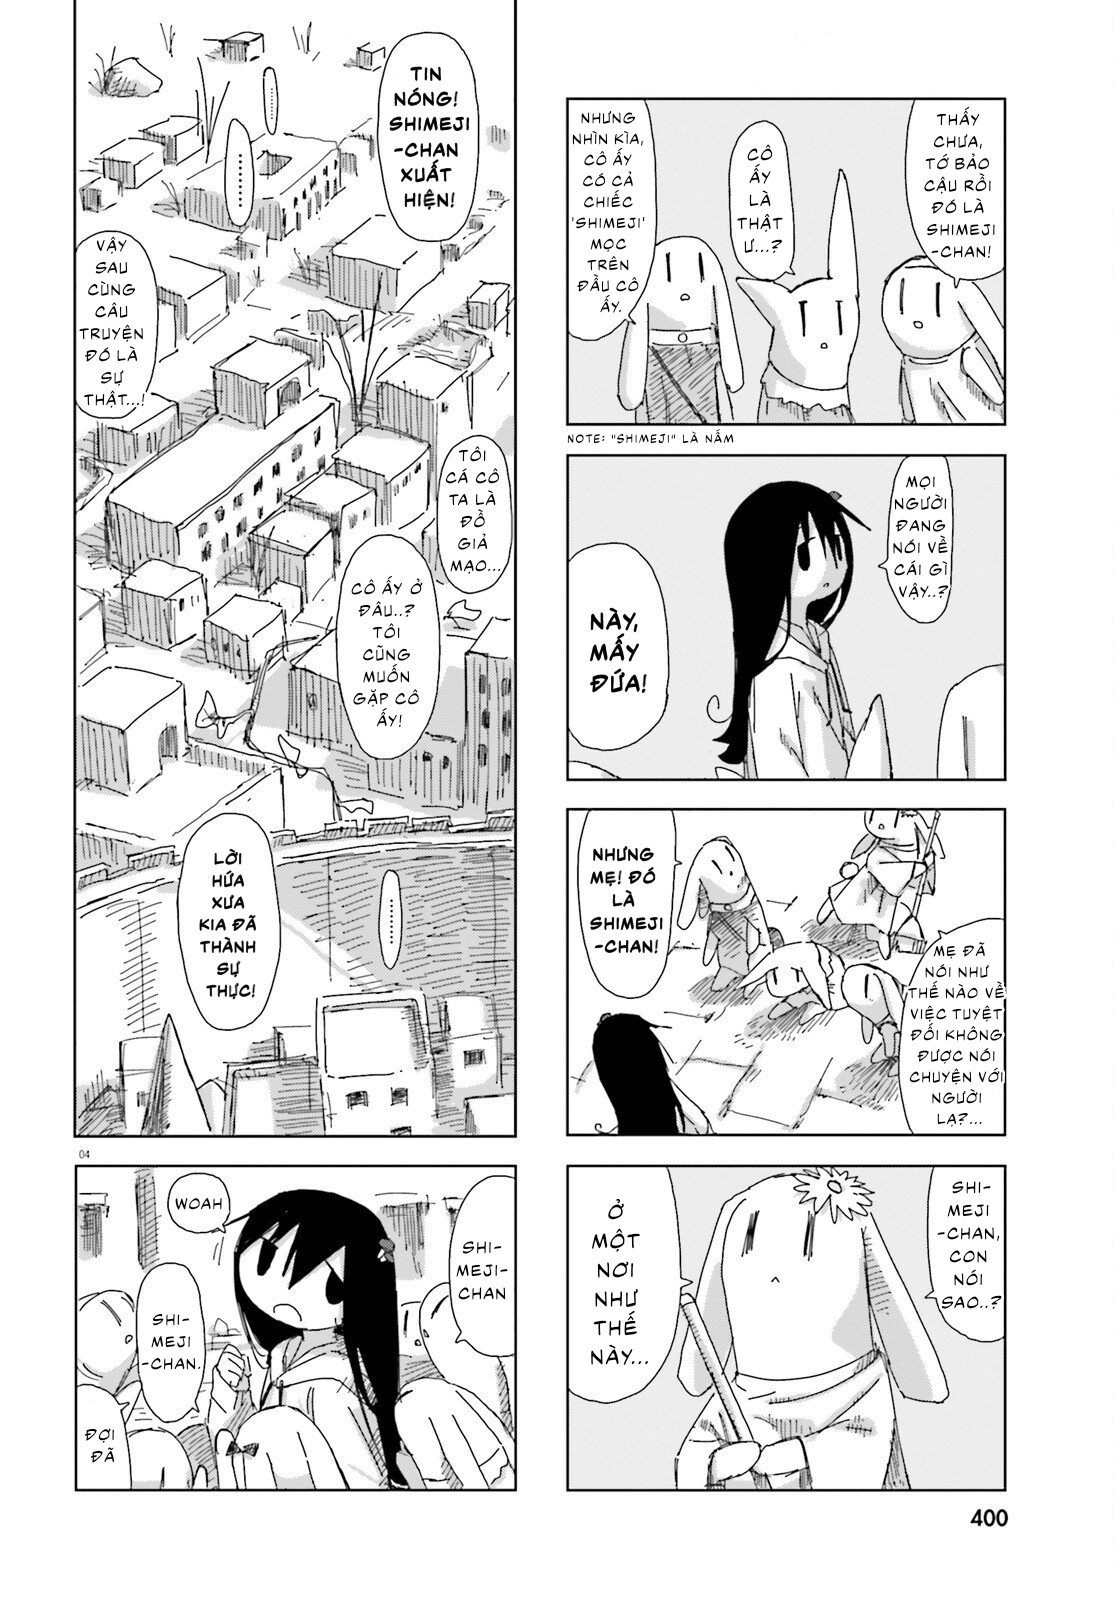 THẤY
CHƯA,
TỚ BẢO
CẬU RỒI
ĐÓ LÀ
SHIMEJI
-CHAN!
CÔ
ẤY
LÀ
THẬT
Ư...?
NHƯNG
NHÌN KÌA,
CÔ ẤY
CÓ CẢ
CHIẾC
'SHIMEJI'
MỌC
TRÊN
ĐẦU CÔ
ẤY.
NOTE: "SHIMEJI" LÀ NẤM
MỌI
NGƯỜI
ĐANG
NÓI VỀ
CÁI GÌ
VẬY..?
NÀY,
MẤY
ĐỨA!
NHƯNG
MẸ! ĐÓ
LÀ
SHIMEJI
-CHAN!
MẸ ĐÃ
NÓI NHƯ
THẾ NÀO VỀ
VIỆC TUYỆT
ĐỐI KHÔNG
ĐƯỢC NÓI
CHUYỆN VỚI
NGƯỜI
LẠ?...
SHI-
MEJI
-CHAN,
CON
NÓI
SAO..?
Ở
MỘT
NƠI
NHƯ
THẾ
NÀY...
TIN
NÓNG!
SHIMEJI
-CHAN
XUẤT
HIỆN!
........
.........
VẬY
SAU
CÙNG
CÂU
TRUYỆN
ĐÓ LÀ
SỰ
THẬT...!
TÔI
CÁ CÔ
TA LÀ
ĐỒ
GIẢ
MẠO...
CÔ ẤY Ở
ĐÂU..?
TÔI
CŨNG
MUỐN
GẶP CÔ
ẤY!
LỜI
HỨA
XƯA
KIA ĐÃ
THÀNH
SỰ
THỰC!
.........
04
SHI-
MEJI-
CHAN
WOAH
SHI-
MEJI
-CHAN.
ĐỢI
ĐÃ
400